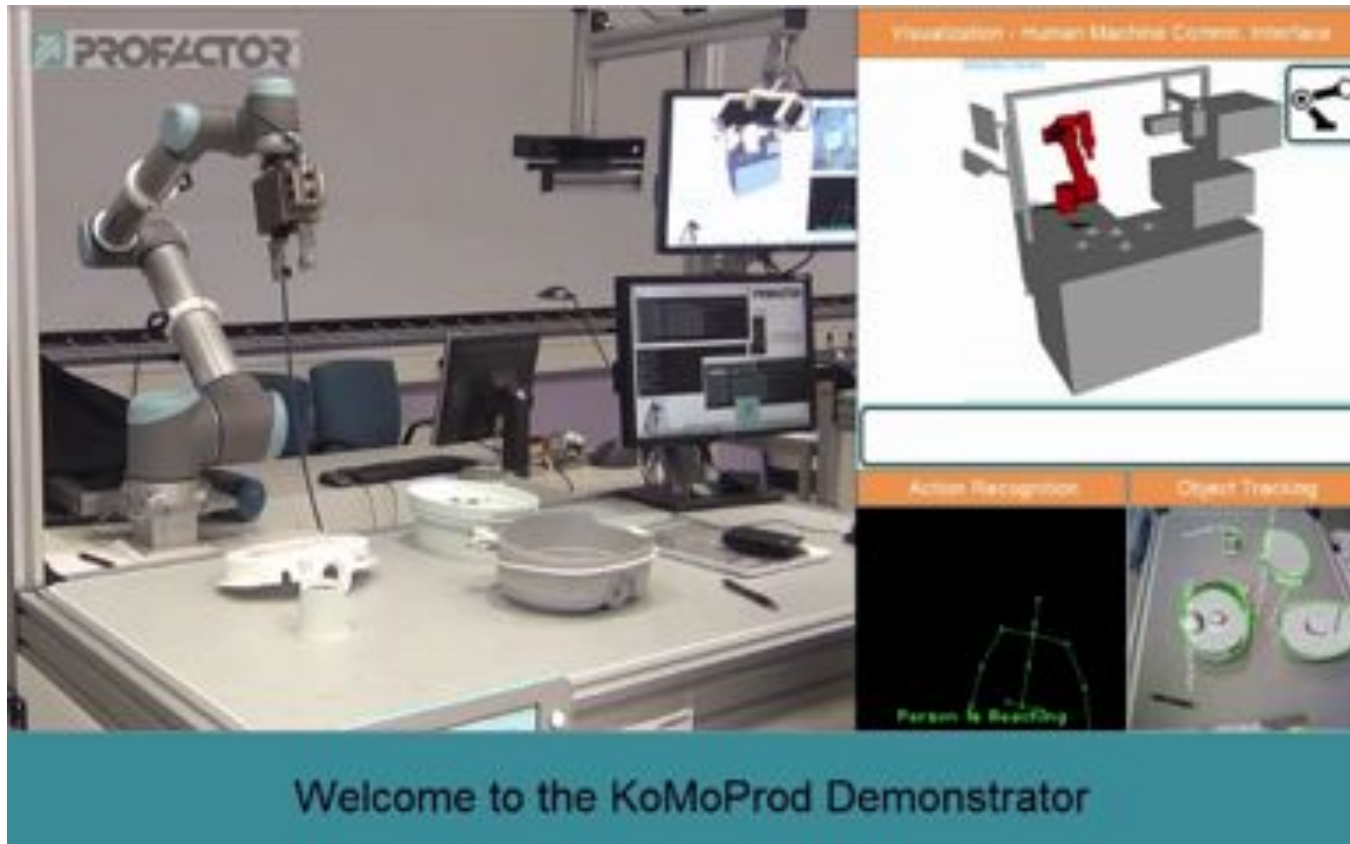 PROFACTOR
Visualization - Human Machine Comm. Interface
Action Recognition
Object Tracking
Person Is Reaching
Welcome to the KoMoProd Demonstrator